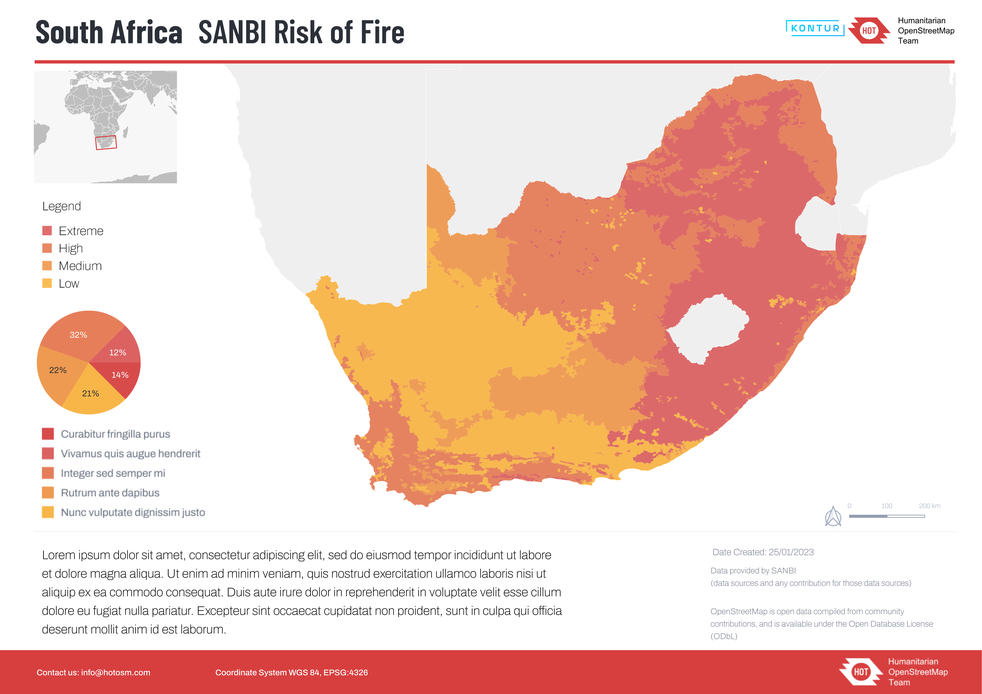 South Africa SANBI Risk of Fire
KONTUR
HOT
Humanitarian
OpenStreetMap
Team
Legend
Extreme
High
Medium
Low
32%
12%
22%
14%
21%
Curabitur fringilla purus
Vivamus quis augue hendrerit
Integer sed semper mi
Rutrum ante dapibus
Nunc vulputate dignissim justo
0 100 200 km
Lorem ipsum dolor sit amet, consectetur adipiscing elit, sed do eiusmod tempor incididunt ut labore
et dolore magna aliqua. Ut enim ad minim veniam, quis nostrud exercitation ullamco laboris nisi ut
aliquip ex ea commodo consequat. Duis aute irure dolor in reprehenderit in voluptate velit esse cillum
dolore eu fugiat nulla pariatur. Excepteur sint occaecat cupidatat non proident, sunt in culpa qui officia
deserunt mollit anim id est laborum.
Date Created: 25/01/2023
Data provided by SANBI
(data sources and any contribution for those data sources)
OpenStreetMap is open data compiled from community
contributions, and is available under the Open Database License
(ODbL)
Contact us: info@hotosm.com
Coordinate System WGS 84, EPSG:4326
HOT
Humanitarian
OpenStreetMap
Team